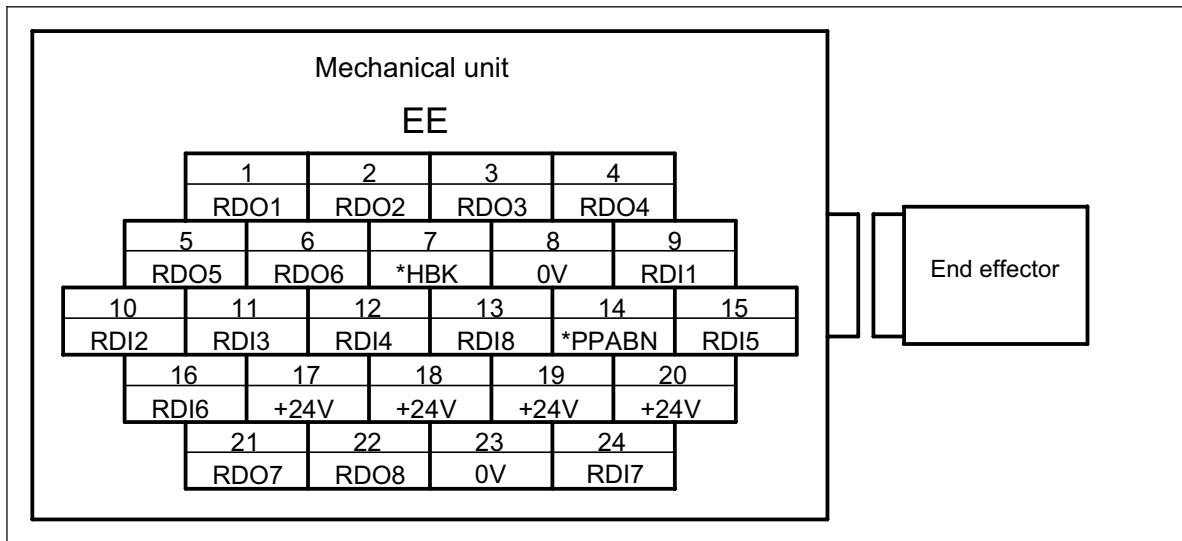 Mechanical unit
EE
1 2 3 4
RDO1 RDO2 RDO3 RDO4
5 6 7 8 9
RDO5 RDO6 *HBK 0V RDI1
10 11 12 13 14 15
RDI2 RDI3 RDI4 RDI8 *PPABN RDI5
16 17 18 19 20
RDI6 +24V +24V +24V +24V
21 22 23 24
RDO7 RDO8 0V RDI7
End effector